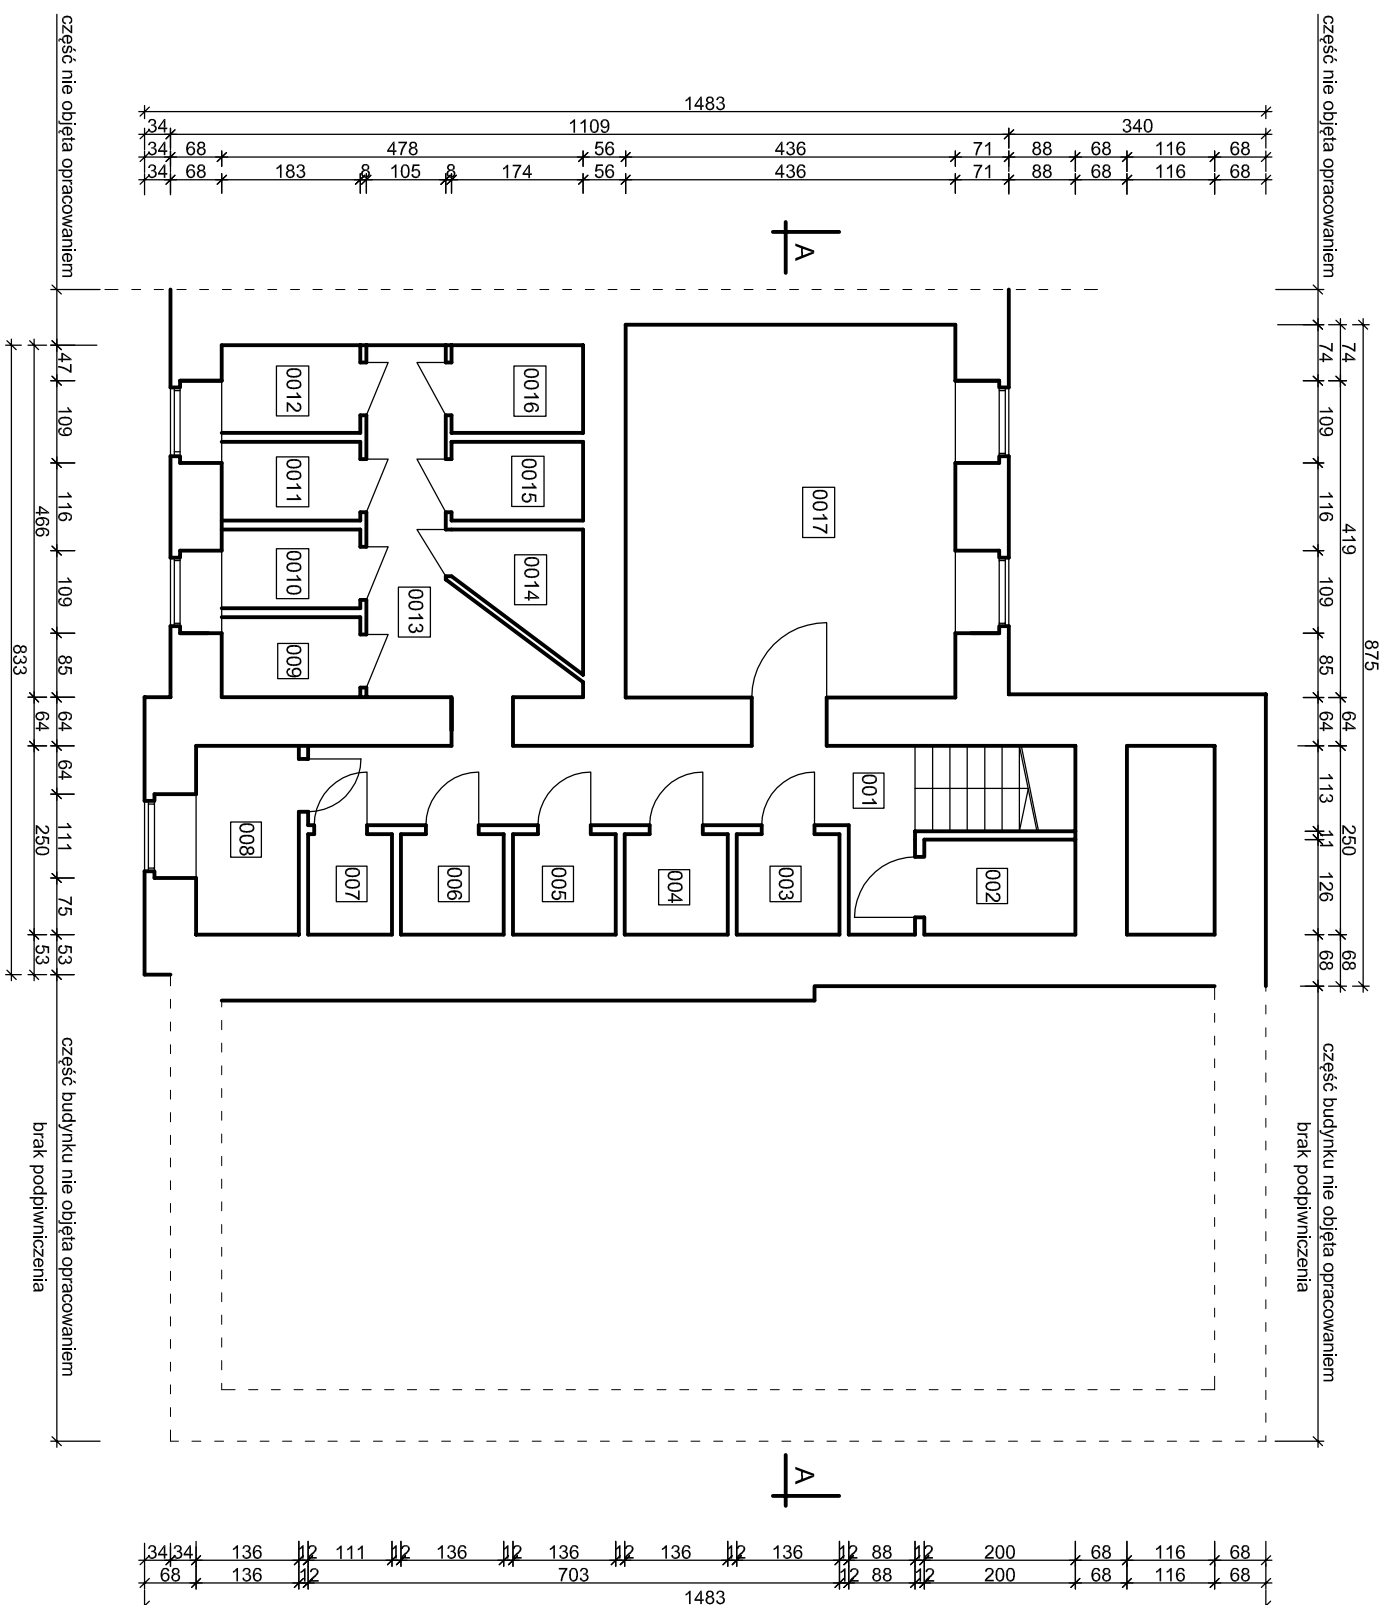 część nie objęta opracowaniem
część nie objęta opracowaniem
1483
34 1109 340
34 68 478 56 436 71 88 68 116 68
34 68 183 8 105 8 174 56 436 71 88 68 116 68
A
74 109 116 109 85 64 113 11 126 68
74 419 64 250 68
875
47 109 116 109 85 64 64 111 75 53
466 64 250 53
833
0012
0016
0011
0015
0017
0010
0014
0013
009
001
008
007
006
005
004
003
002
część budynku nie objęta opracowaniem
brak podpiwniczenia
część budynku nie objęta opracowaniem
brak podpiwniczenia
A
34 34 136 12 111 12 136 12 136 12 136 12 136 12 88 12 200 68 116 68
68 136 12 703 12 88 12 200 68 116 68
1483